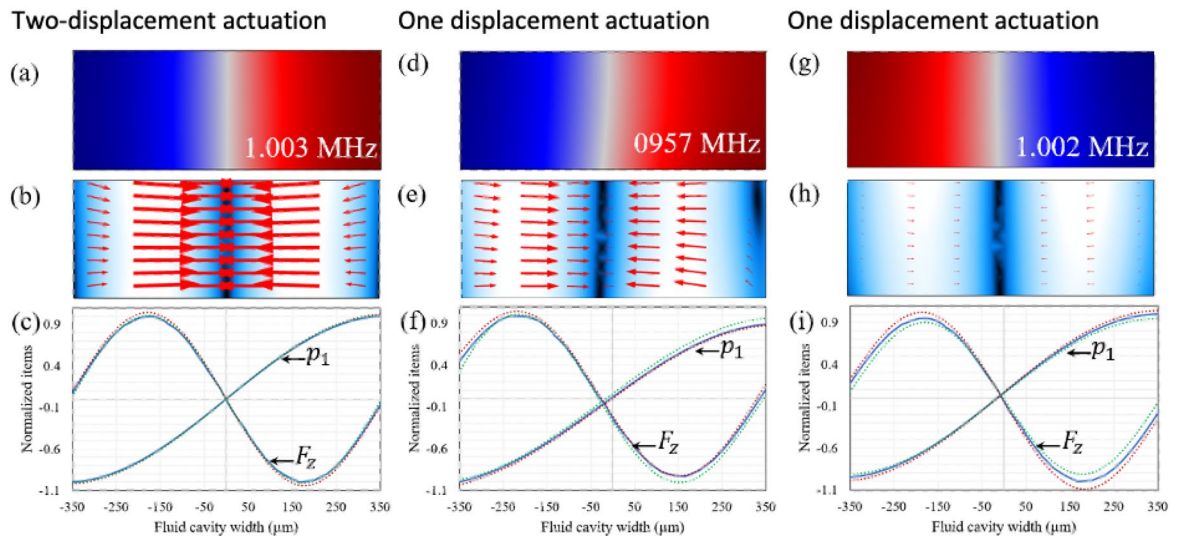 Two-displacement actuation
One displacement actuation
One displacement actuation
(a)
1.003 MHz
(d)
0957 MHz
(g)
1.002 MHz
(b)
(e)
(h)
(c)
0.9
0.4
-0.1
-0.6
-1.1
Normalized items
p₁
F_z
-350 -250 -150 -50 50 150 250 350
Fluid cavity width (µm)
(f)
0.9
0.4
-0.1
-0.6
-1.1
Normalized items
p₁
F_z
-350 -250 -150 -50 50 150 250 350
Fluid cavity width (µm)
(i)
0.9
0.4
-0.1
-0.6
-1.1
Normalized items
p₁
F_z
-350 -250 -150 -50 50 150 250 350
Fluid cavity width (µm)